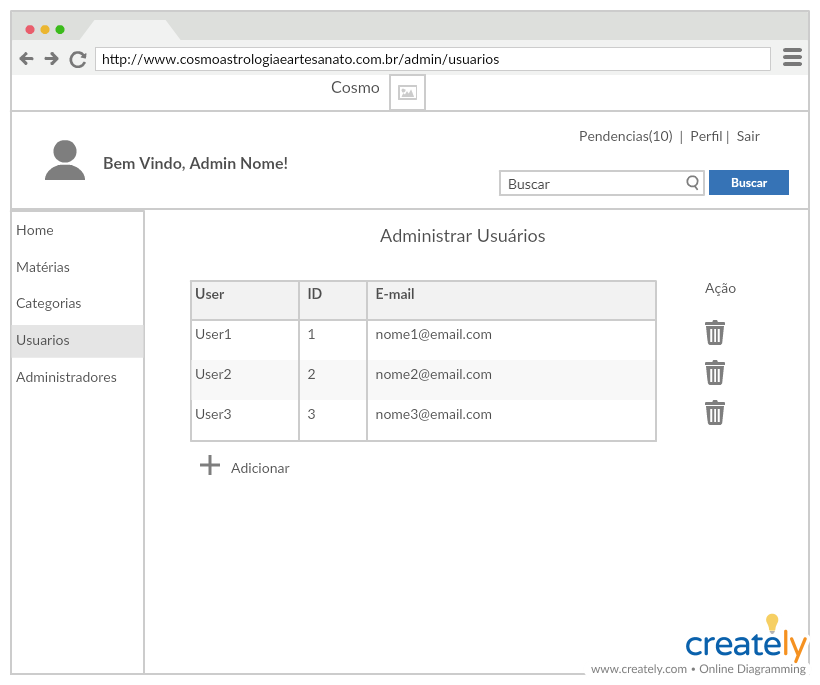 http://www.cosmoastrologiaeartesanato.com.br/admin/usuarios
Cosmo
Pendencias(10) | Perfil | Sair
Bem Vindo, Admin Nome!
Buscar Buscar
Home
Matérias
Categorias
Usuarios
Administradores
Administrar Usuários
User ID E-mail Ação
User1 1 nome1@email.com
User2 2 nome2@email.com
User3 3 nome3@email.com
Adicionar
creately
www.creately.com • Online Diagramming